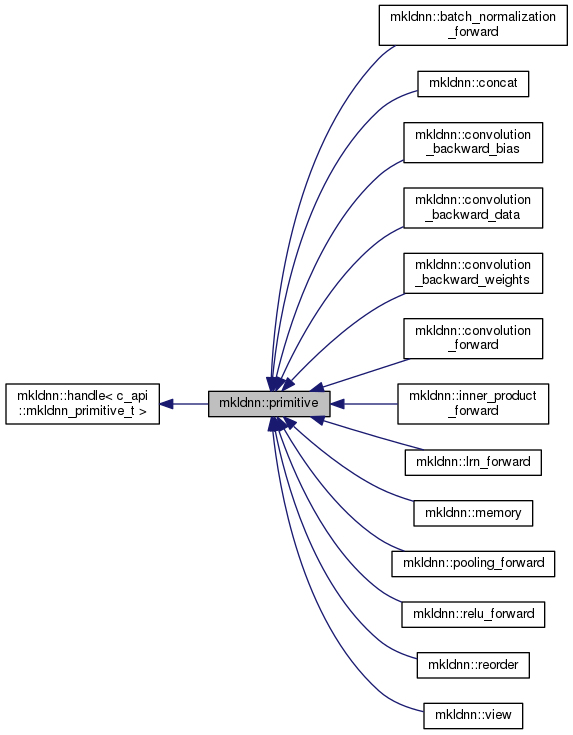 mkldnn::batch_normalization
_forward
mkldnn::concat
mkldnn::convolution
_backward_bias
mkldnn::convolution
_backward_data
mkldnn::convolution
_backward_weights
mkldnn::convolution
_forward
mkldnn::handle< c_api
::mkldnn_primitive_t >
mkldnn::primitive
mkldnn::inner_product
_forward
mkldnn::lrn_forward
mkldnn::memory
mkldnn::pooling_forward
mkldnn::relu_forward
mkldnn::reorder
mkldnn::view